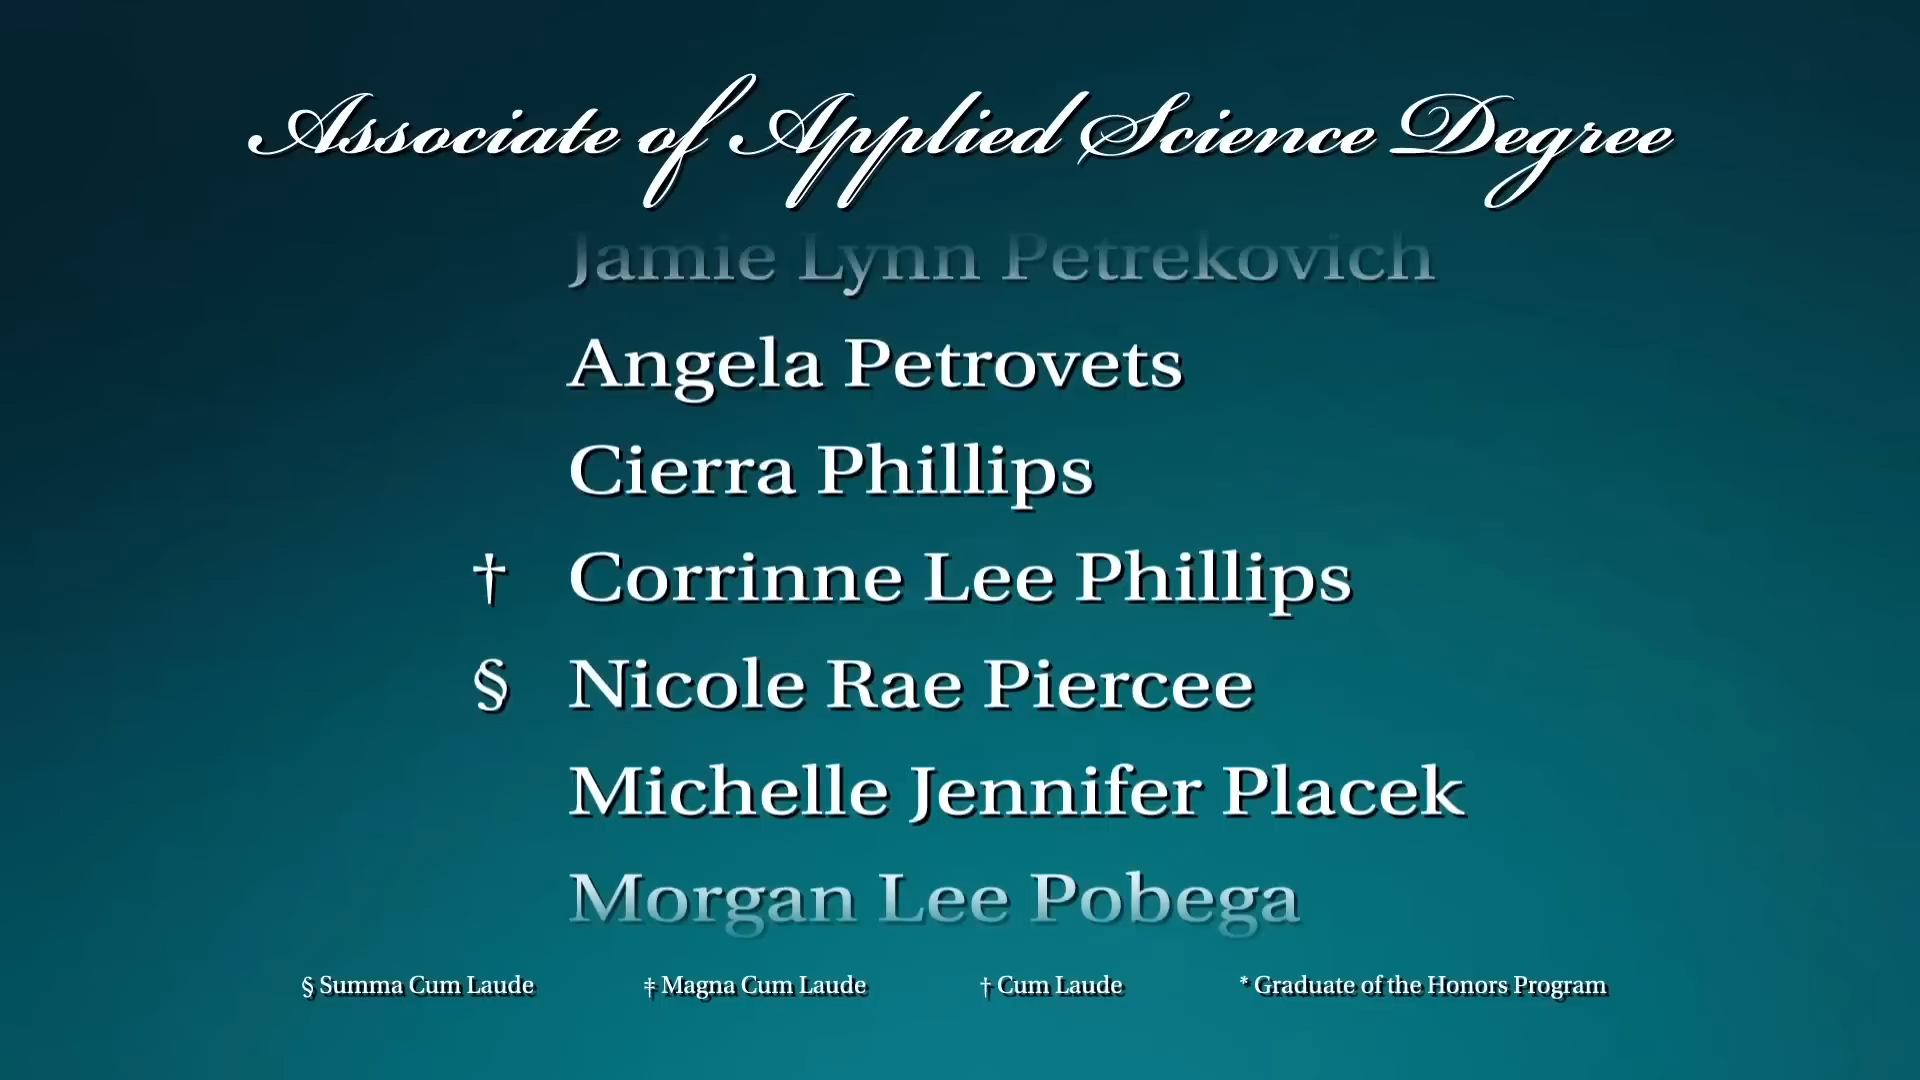 Associate of Applied Science Degree
Jamie Lynn Petrekovich
Angela Petrovets
Cierra Phillips
† Corrinne Lee Phillips
§ Nicole Rae Piercee
Michelle Jennifer Placek
Morgan Lee Pobega
§ Summa Cum Laude ‡ Magna Cum Laude † Cum Laude * Graduate of the Honors Program